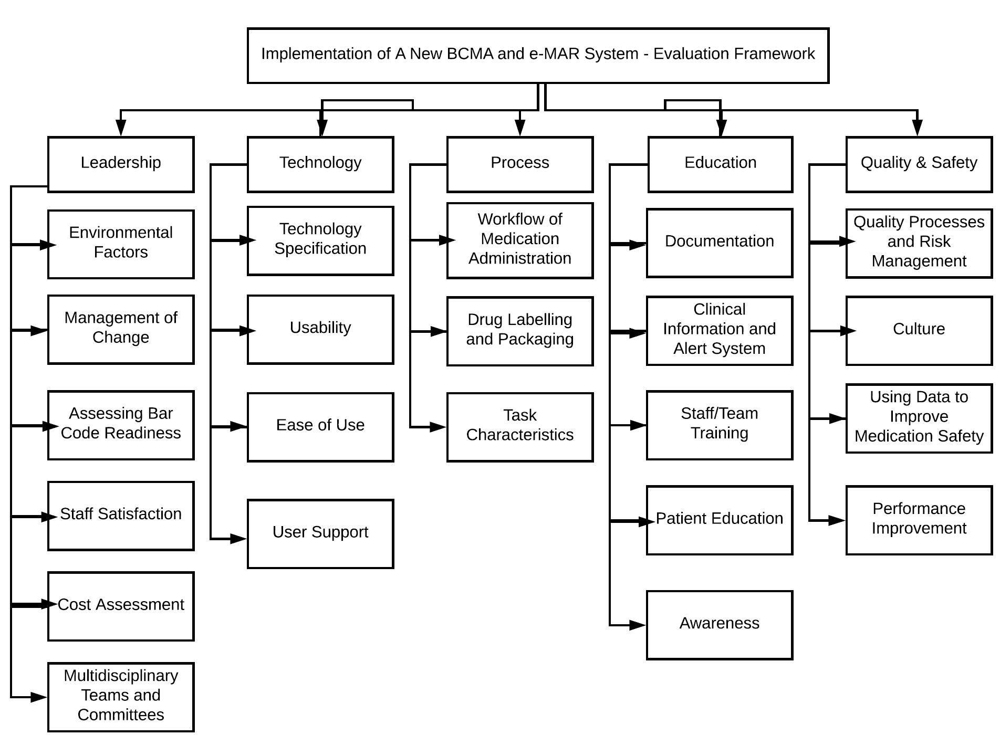 Implementation of A New BCMA and e-MAR System - Evaluation Framework
Leadership
Technology
Process
Education
Quality & Safety
Environmental
Factors
Management of
Change
Assessing Bar
Code Readiness
Staff Satisfaction
Cost Assessment
Multidisciplinary
Teams and
Committees
Technology
Specification
Usability
Ease of Use
User Support
Workflow of
Medication
Administration
Drug Labelling
and Packaging
Task
Characteristics
Documentation
Clinical
Information and
Alert System
Staff/Team
Training
Patient Education
Awareness
Quality Processes
and Risk
Management
Culture
Using Data to
Improve
Medication Safety
Performance
Improvement